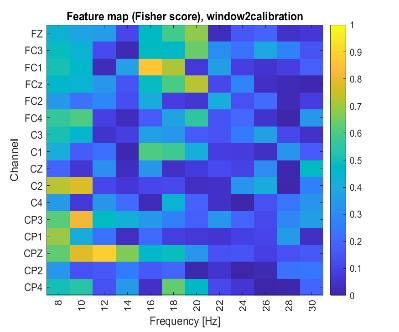 Feature map (Fisher score), window2calibration
Channel
FZ
FC3
FC1
FCz
FC2
FC4
C3
C1
CZ
C2
C4
CP3
CP1
CPZ
CP2
CP4
8 10 12 14 16 18 20 22 24 26 28 30
Frequency [Hz]
1
0.9
0.8
0.7
0.6
0.5
0.4
0.3
0.2
0.1
0